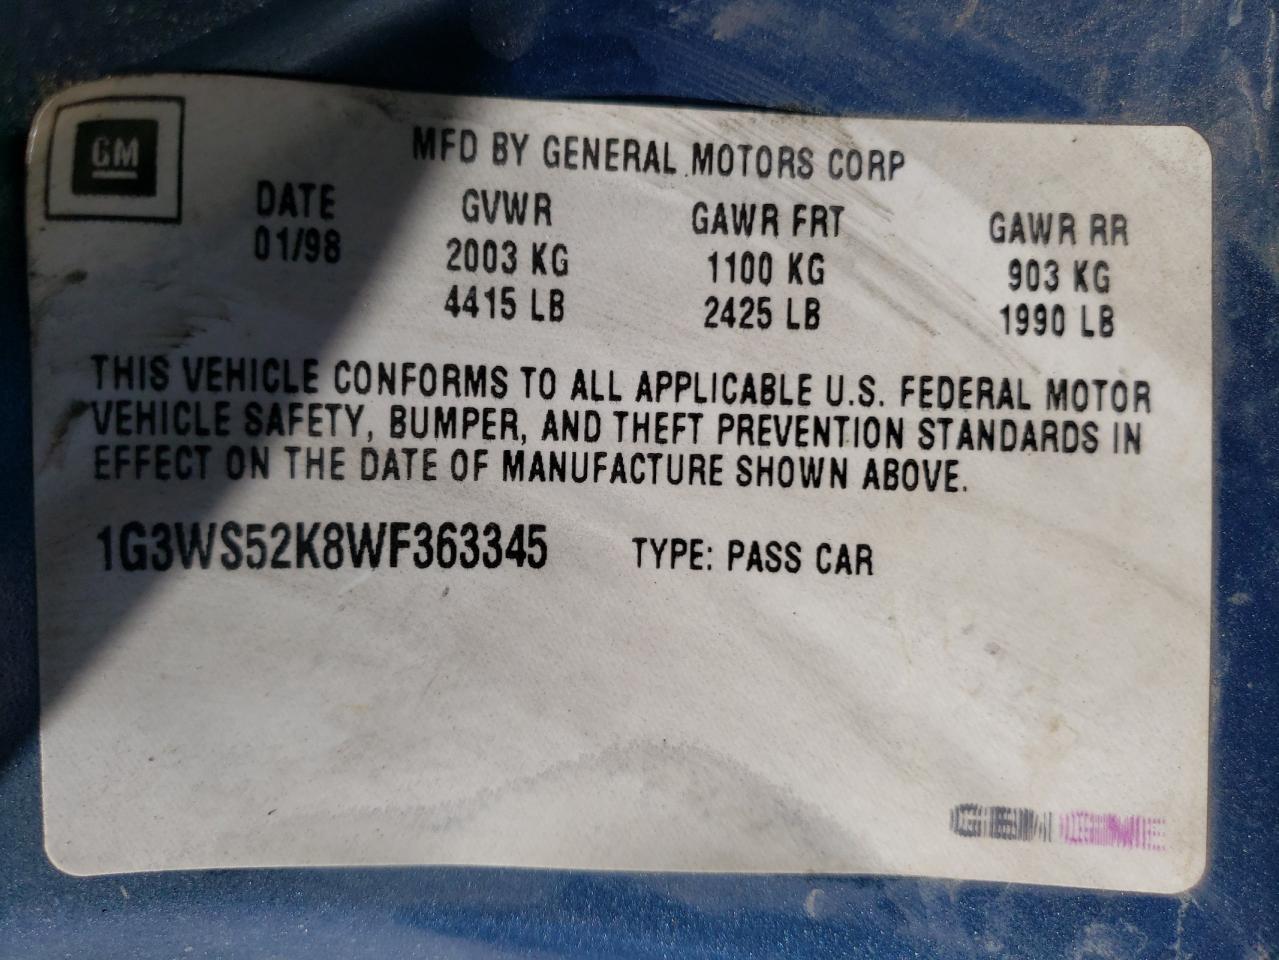 GM
MFD BY GENERAL MOTORS CORP
DATE GVWR GAWR FRT GAWR RR
01/98 2003 KG 1100 KG 903 KG
4415 LB 2425 LB 1990 LB
THIS VEHICLE CONFORMS TO ALL APPLICABLE U.S. FEDERAL MOTOR
VEHICLE SAFETY, BUMPER, AND THEFT PREVENTION STANDARDS IN
EFFECT ON THE DATE OF MANUFACTURE SHOWN ABOVE.
1G3WS52K8WF363345 TYPE: PASS CAR